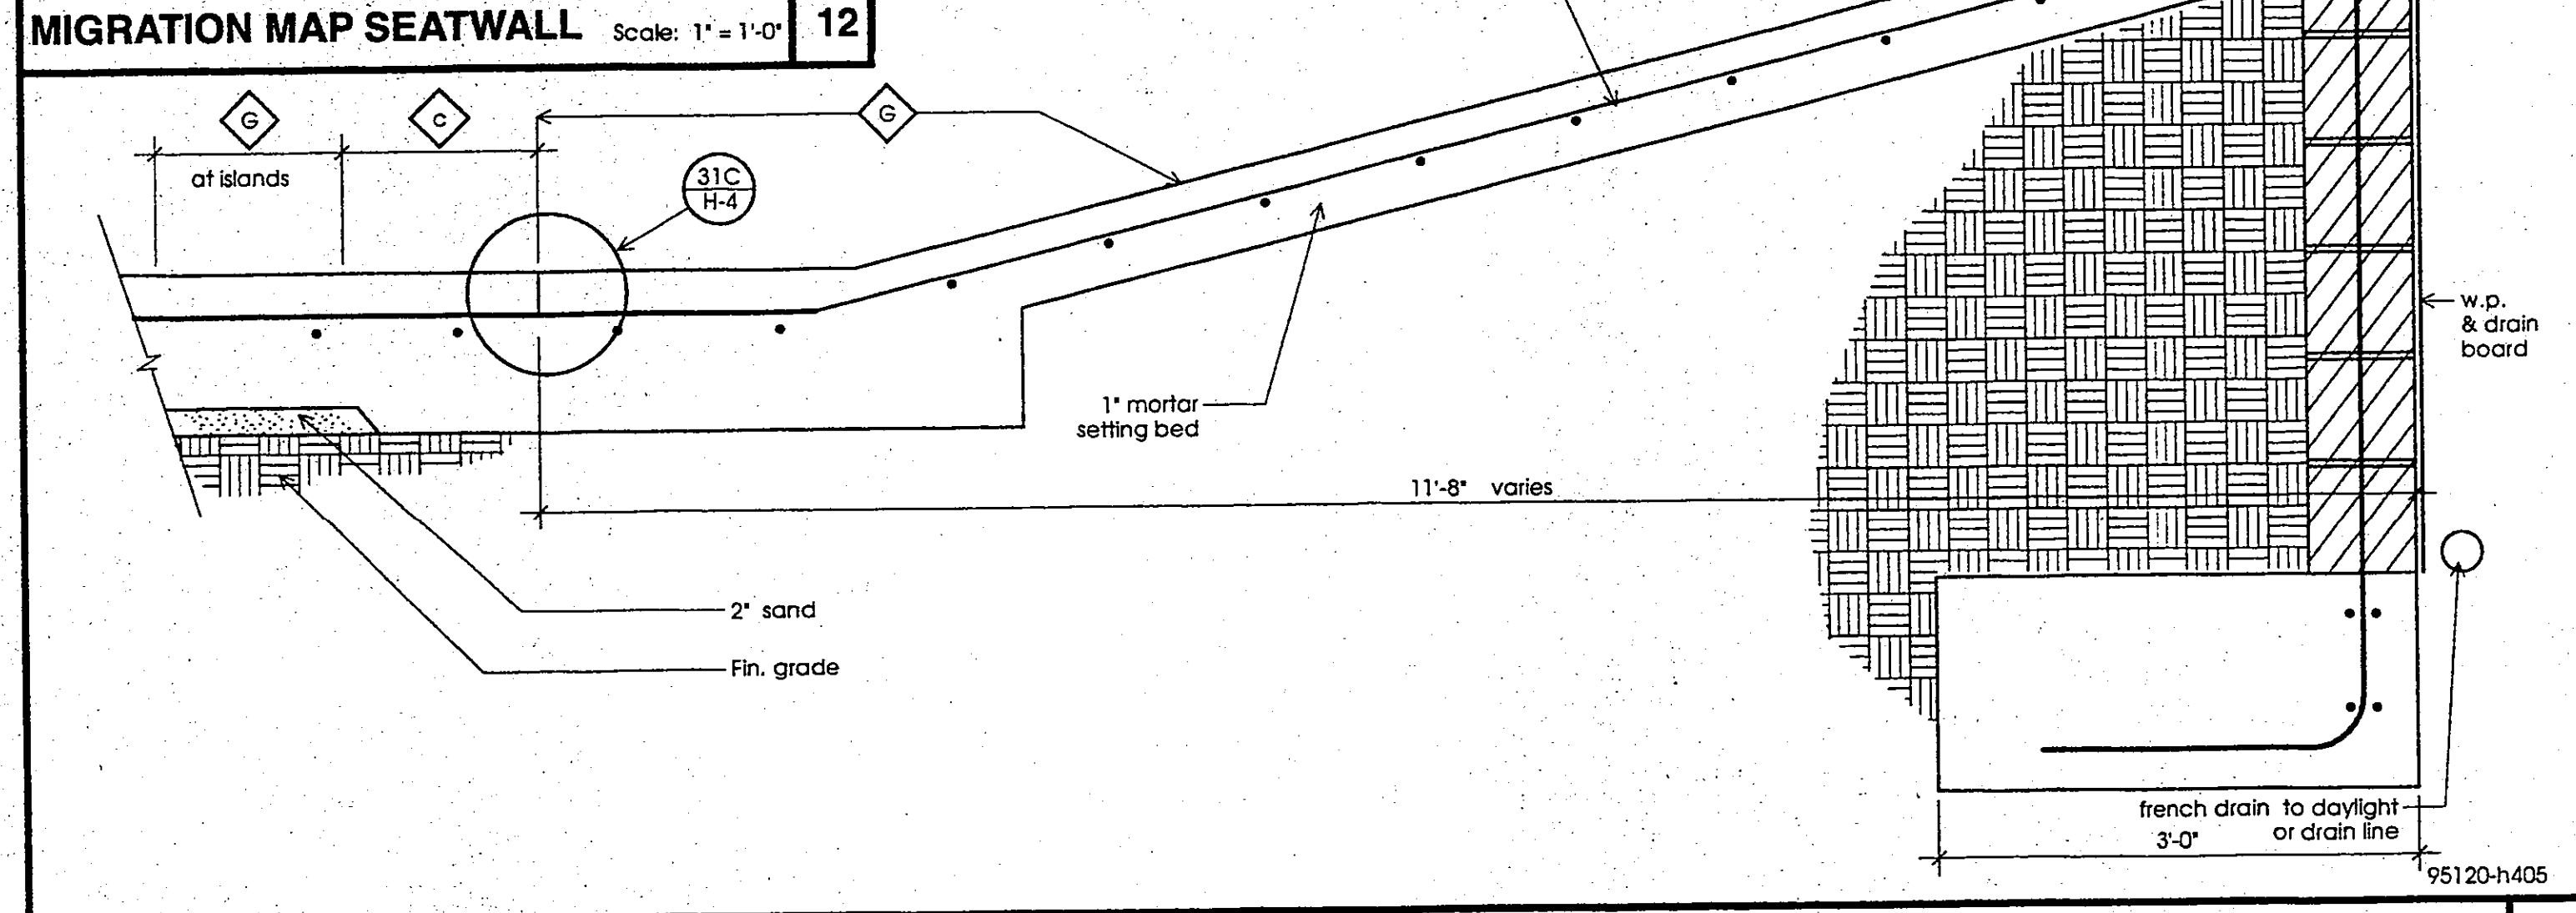 MIGRATION MAP SEATWALL Scale: 1" = 1'-0" 12
G
C
G
at islands
31C
H-4
w.p.
& drain
board
1" mortar
setting bed
11'-8" varies
2" sand
Fin. grade
french drain to daylight
or drain line
3'-0"
95120-h405